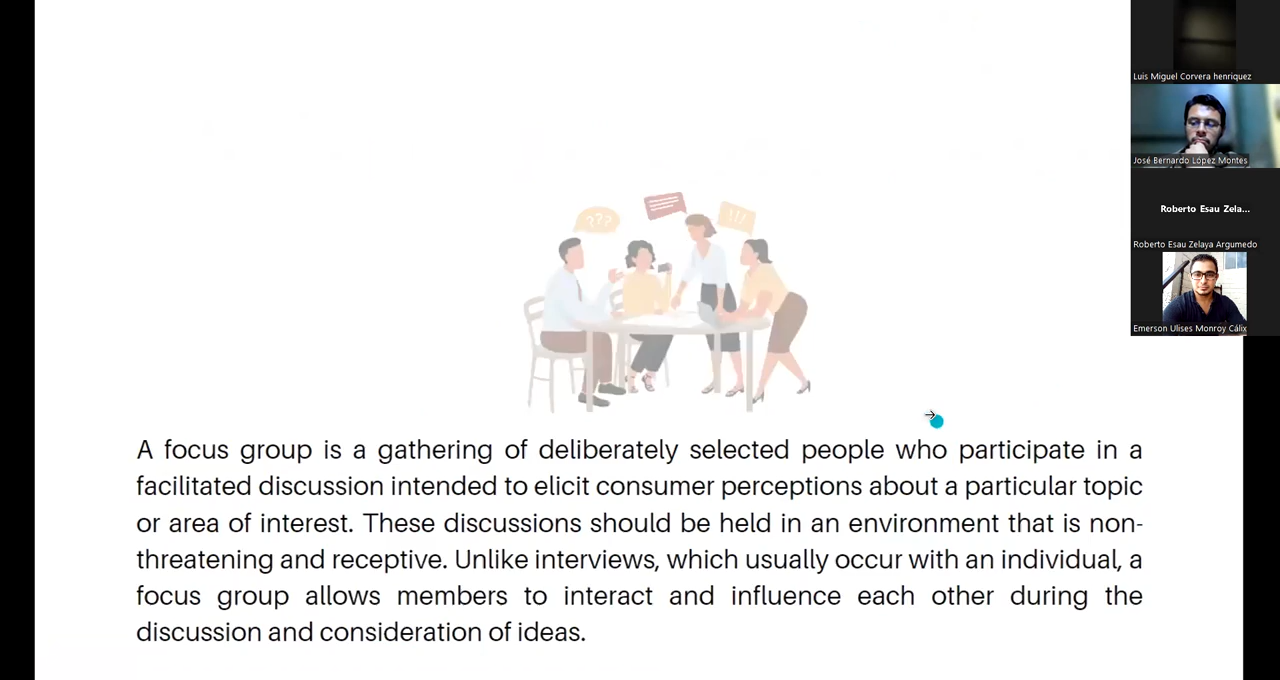 ???
!!!
A focus group is a gathering of deliberately selected people who participate in a
facilitated discussion intended to elicit consumer perceptions about a particular topic
or area of interest. These discussions should be held in an environment that is non-
threatening and receptive. Unlike interviews, which usually occur with an individual, a
focus group allows members to interact and influence each other during the
discussion and consideration of ideas.
Luis Miguel Corvera henriquez
José Bernardo López Montes
Roberto Esau Zela...
Roberto Esau Zelaya Argumedo
Emerson Ulises Monroy Cálix